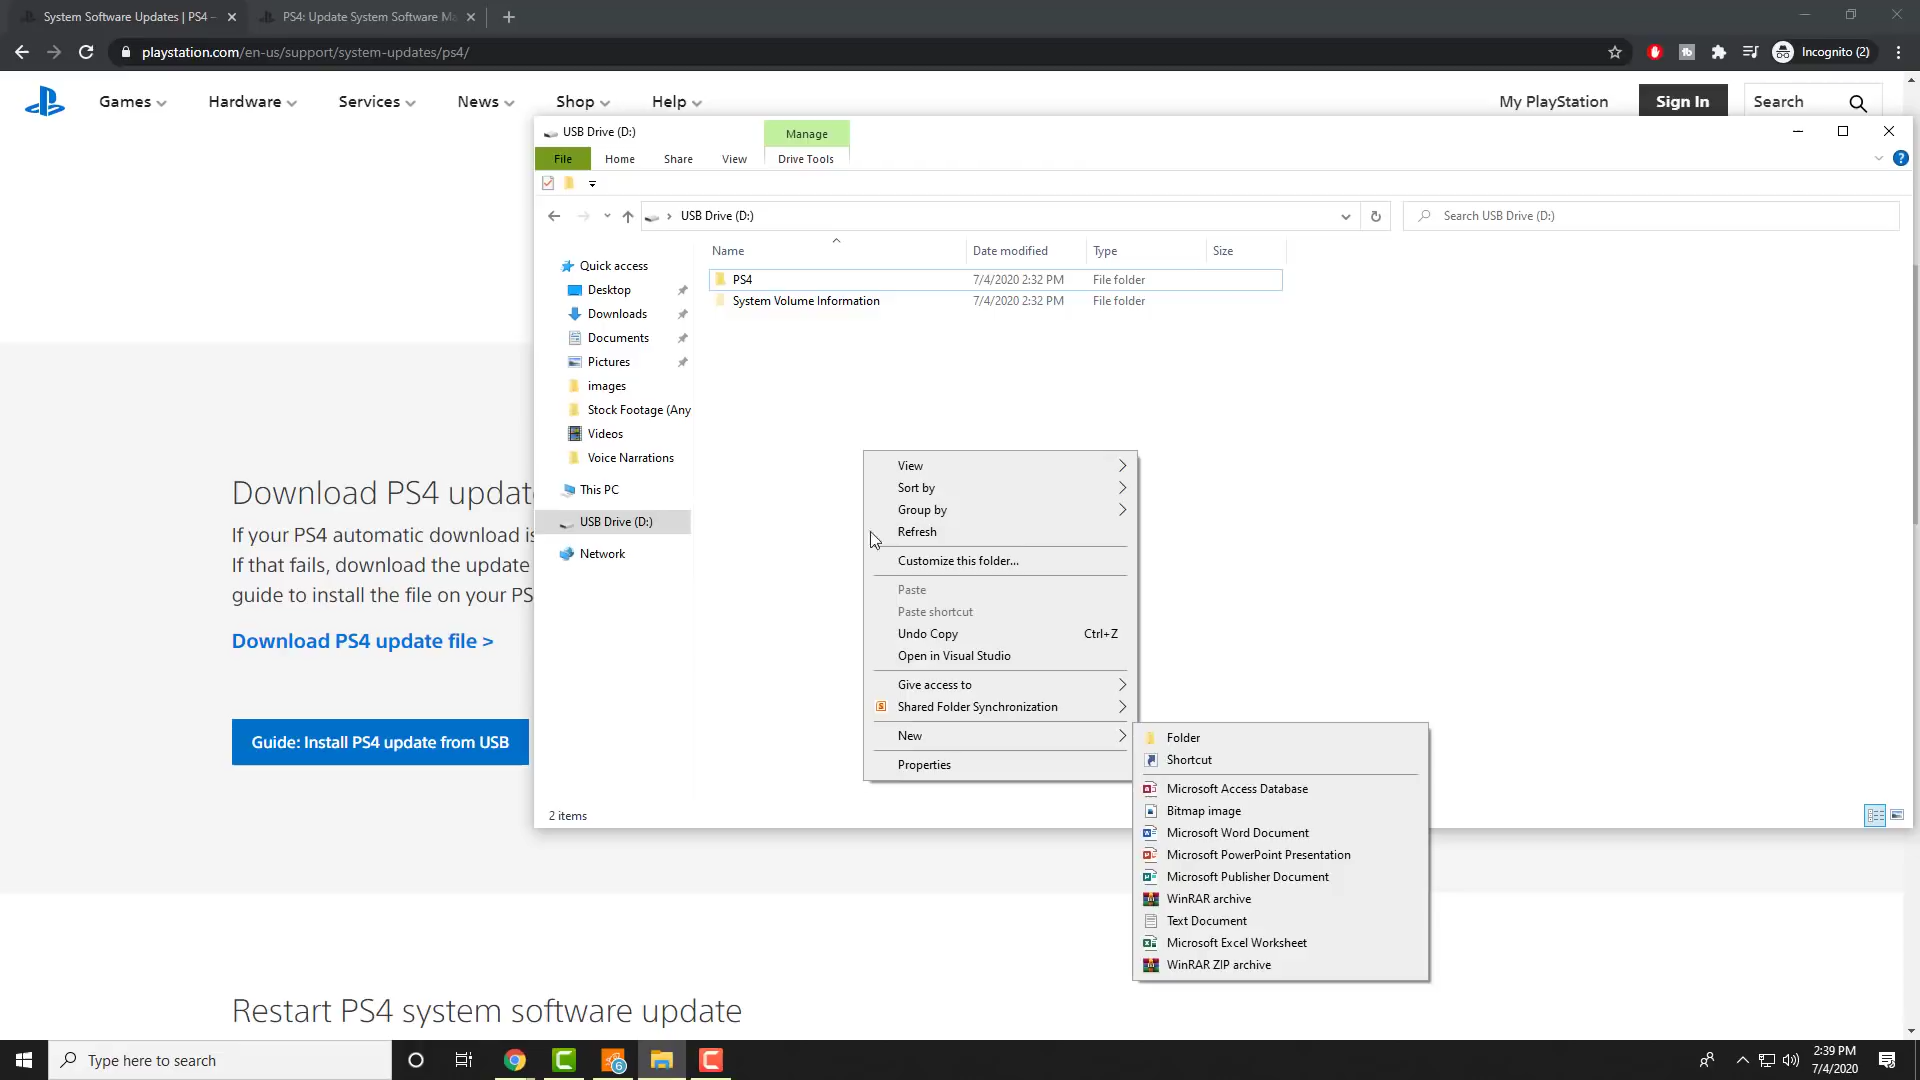 System Software Updates | PS4 –
PS4: Update System Software Ma
playstation.com/en-us/support/system-updates/ps4/
Incognito (2)
Games
Hardware
Services
News
Shop
Help
My PlayStation
Sign In
Search
USB Drive (D:)
Manage
File
Home
Share
View
Drive Tools
USB Drive (D:)
Search USB Drive (D:)
Name
Date modified
Type
Size
PS4
7/4/2020 2:32 PM
File folder
System Volume Information
7/4/2020 2:32 PM
File folder
Quick access
Desktop
Downloads
Documents
Pictures
images
Stock Footage (Any
Videos
Voice Narrations
This PC
USB Drive (D:)
Network
2 items
View
Sort by
Group by
Refresh
Customize this folder...
Paste
Paste shortcut
Undo Copy Ctrl+Z
Open in Visual Studio
Give access to
Shared Folder Synchronization
New
Properties
Folder
Shortcut
Microsoft Access Database
Bitmap image
Microsoft Word Document
Microsoft PowerPoint Presentation
Microsoft Publisher Document
WinRAR archive
Text Document
Microsoft Excel Worksheet
WinRAR ZIP archive
Download PS4 update
If your PS4 automatic download is
If that fails, download the update
guide to install the file on your PS
Download PS4 update file >
Guide: Install PS4 update from USB
Restart PS4 system software update
Type here to search
6
2:39 PM
7/4/2020